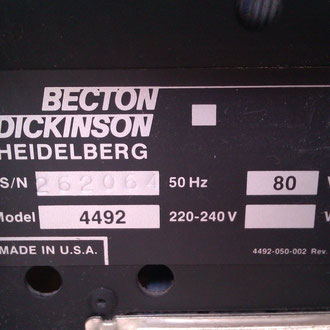 BECTON
DICKINSON
HEIDELBERG
S/N 262064 50 Hz 80
Model 4492 220-240 V
MADE IN U.S.A.
4492-050-002 Rev.